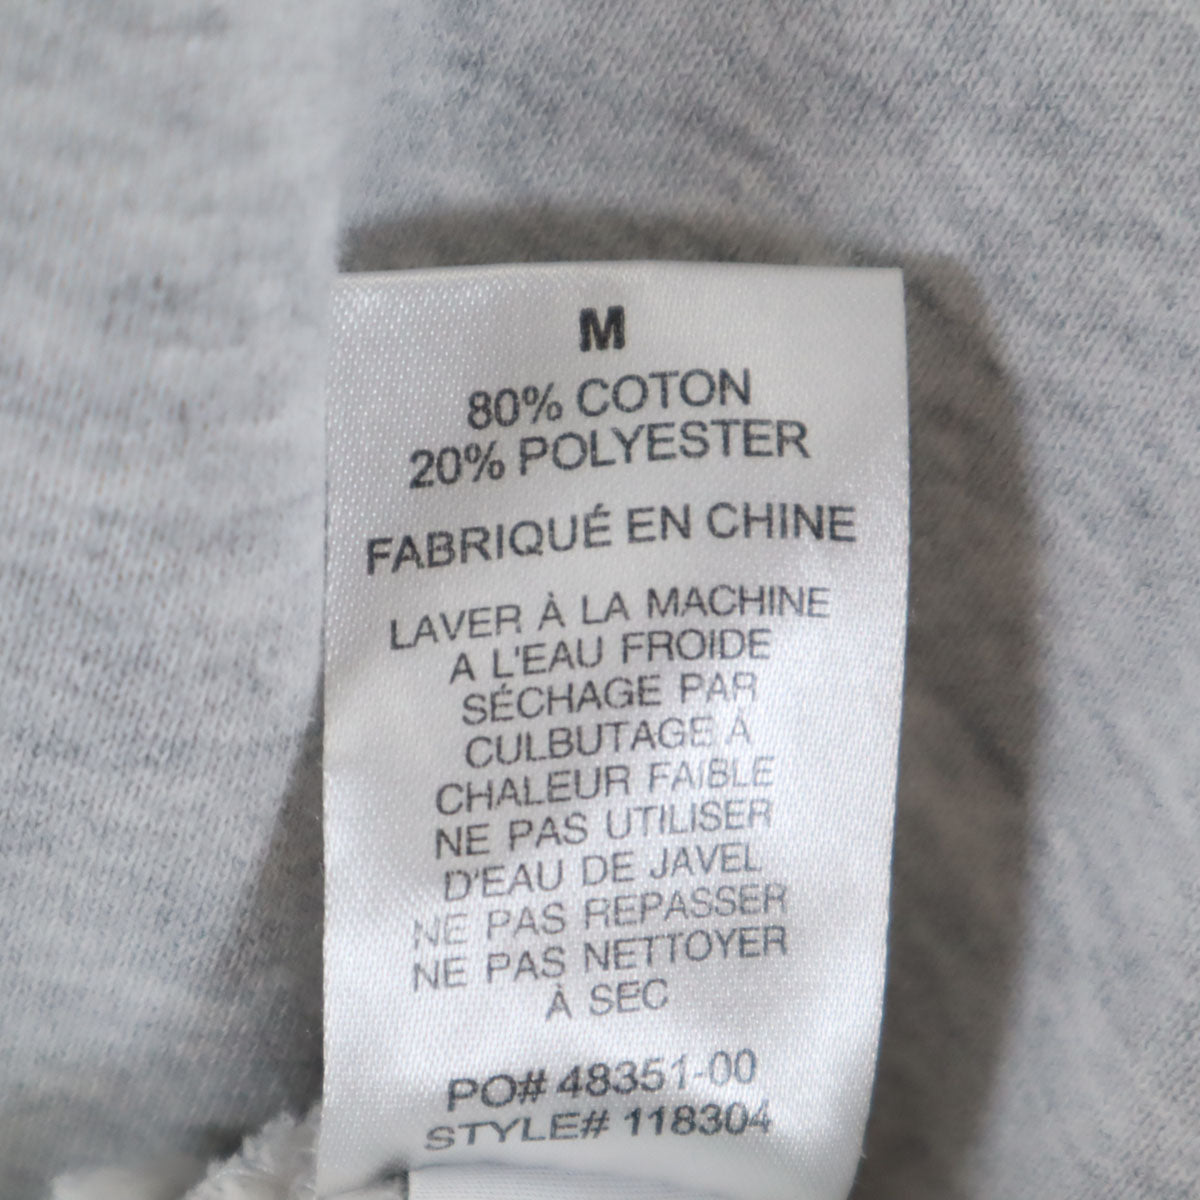 M
80% COTON
20% POLYESTER
FABRIQUÉ EN CHINE
LAVER À LA MACHINE
A L'EAU FROIDE
SÉCHAGE PAR
CULBUTAGE À
CHALEUR FAIBLE
NE PAS UTILISER
D'EAU DE JAVEL
NE PAS REPASSER
NE PAS NETTOYER
À SEC
PO# 48351-00
STYLE# 118304